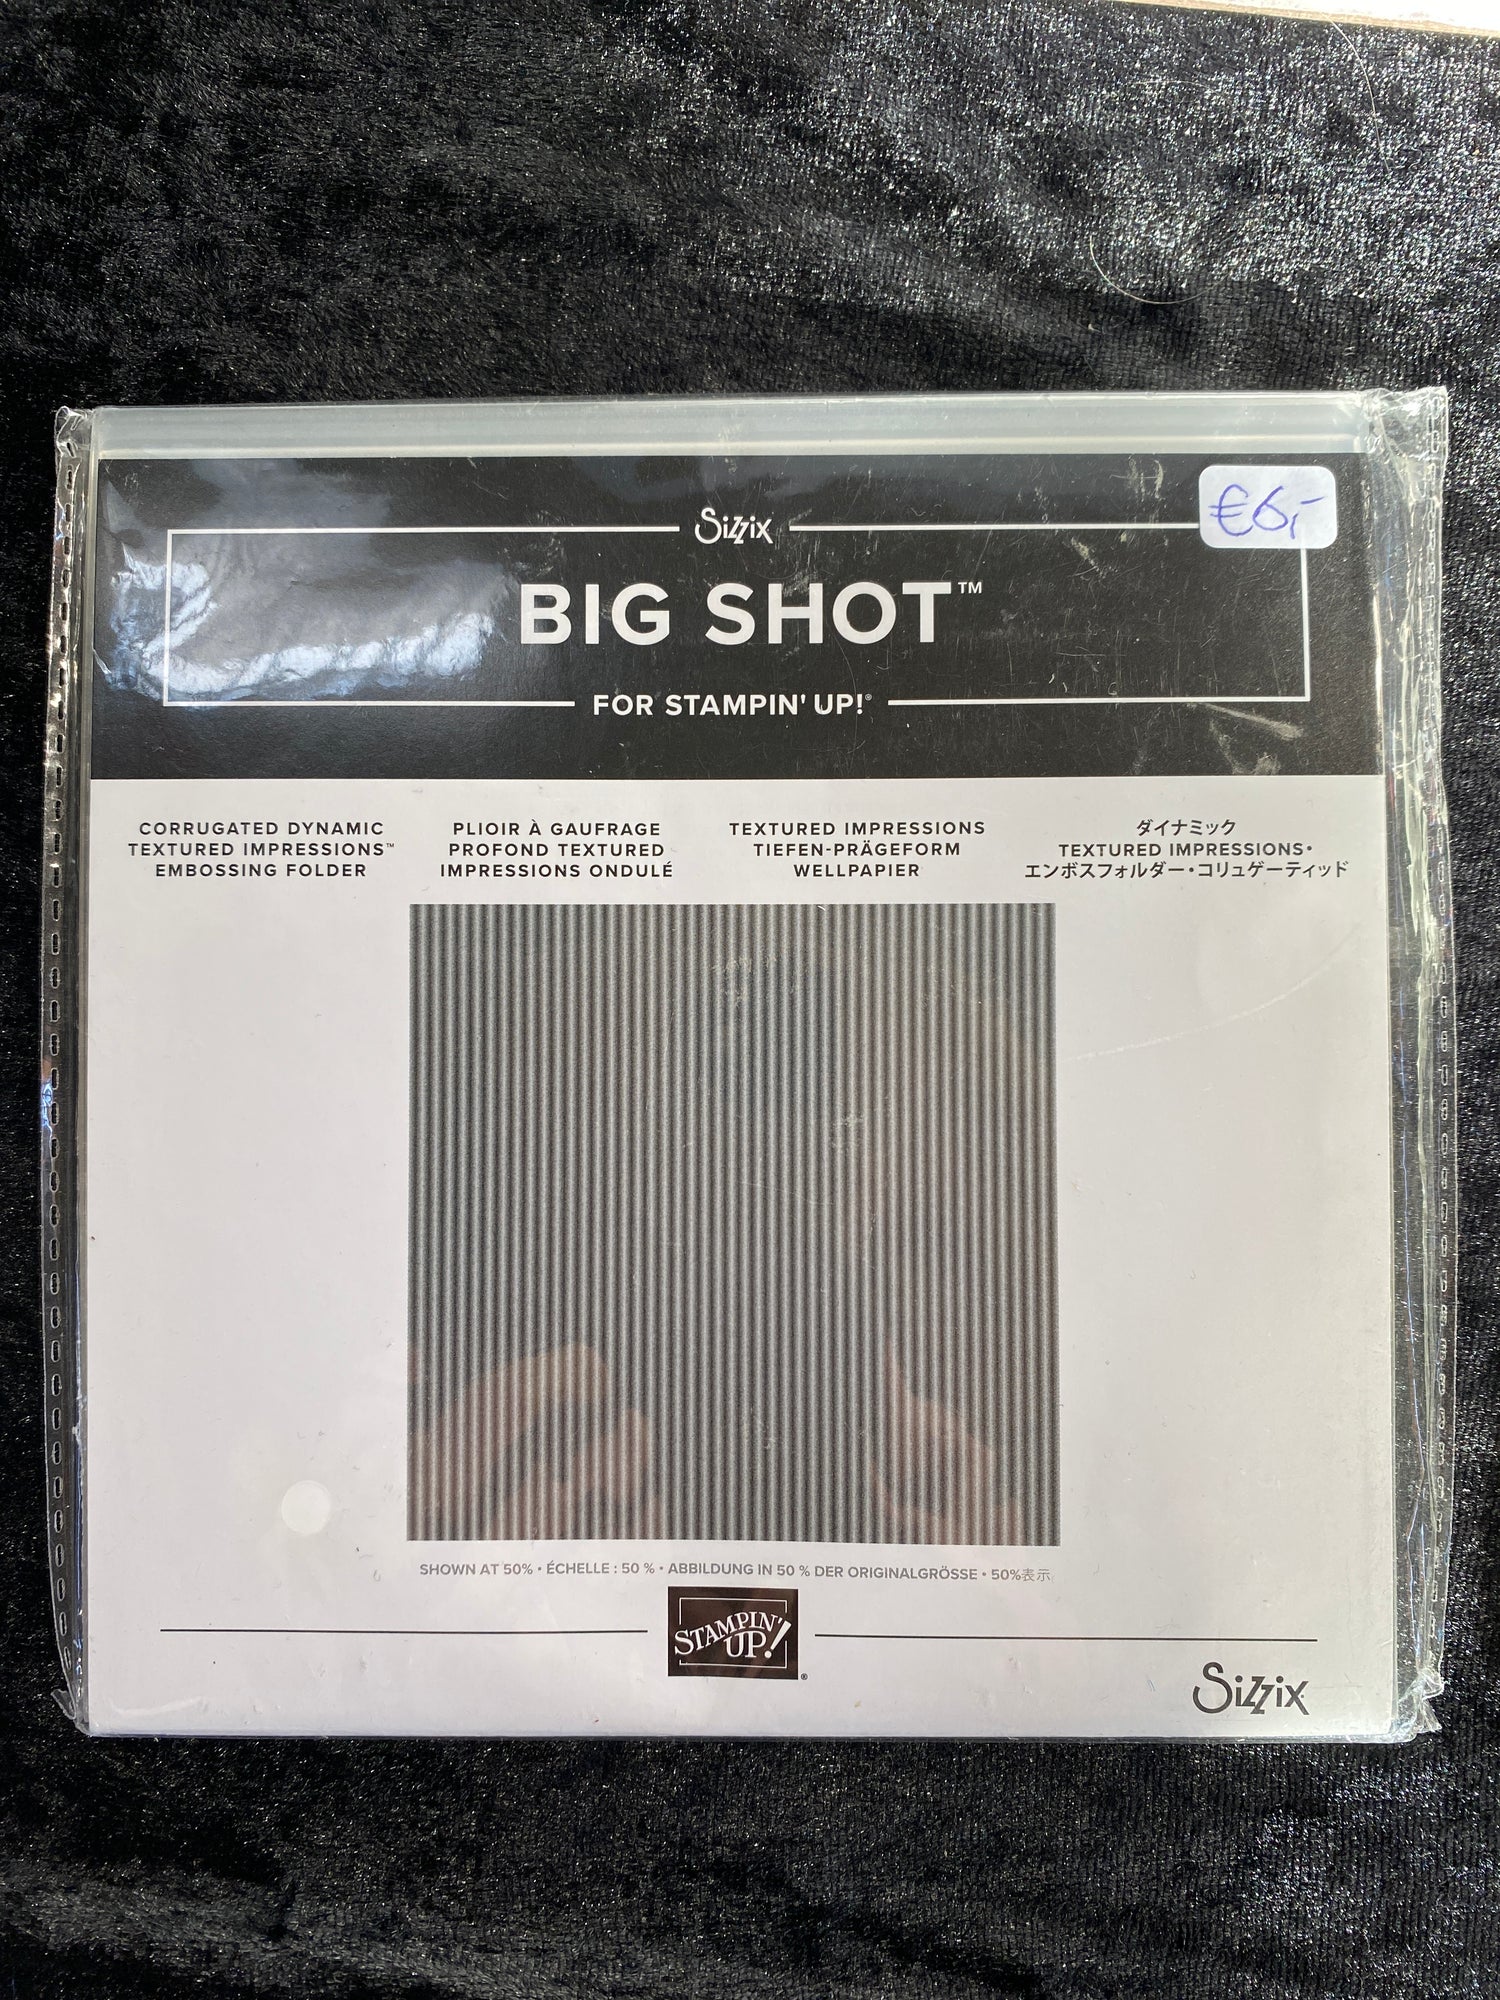 €6,-
Sizzix
BIG SHOT™
FOR STAMPIN' UP!®
CORRUGATED DYNAMIC
TEXTURED IMPRESSIONS™
EMBOSSING FOLDER
PLIOIR À GAUFRAGE
PROFOND TEXTURED
IMPRESSIONS ONDULÉ
TEXTURED IMPRESSIONS
TIEFEN-PRÄGEFORM
WELLPAPIER
ダイナミック
TEXTURED IMPRESSIONS・
エンボスフォルダー・コリュゲーティッド
SHOWN AT 50% • ÉCHELLE : 50 % • ABBILDUNG IN 50 % DER ORIGINALGRÖSSE • 50%表示
STAMPIN'
UP!®
Sizzix